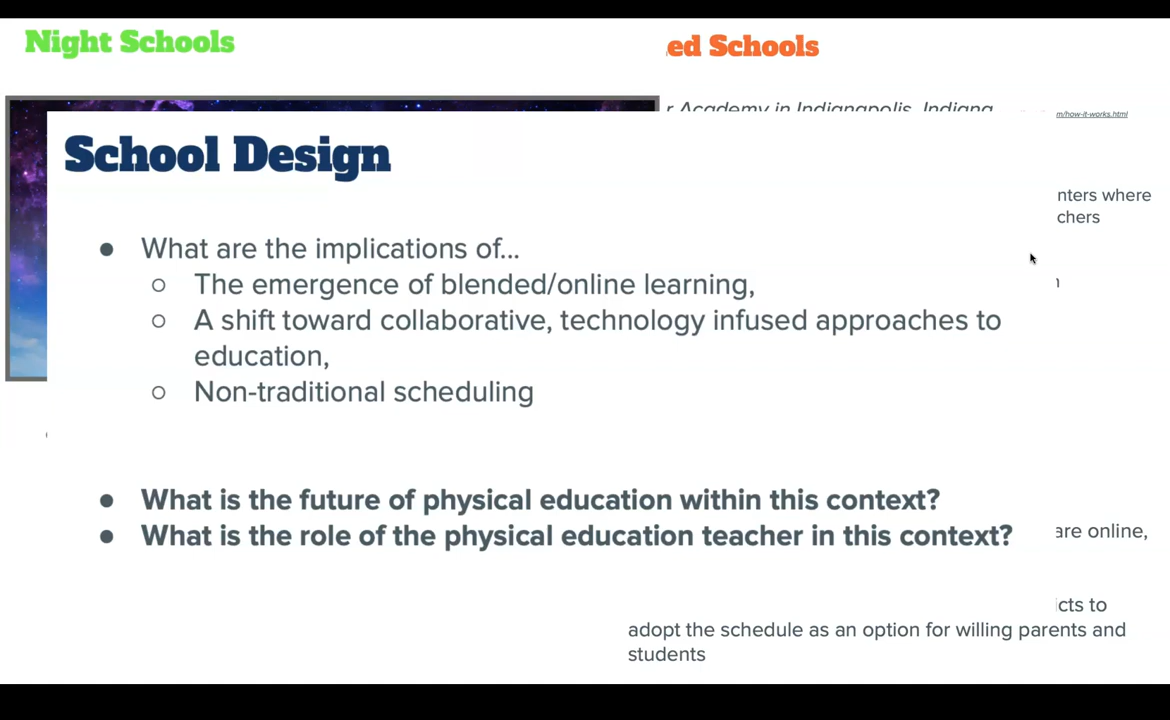 Night Schools
ed Schools
r Academy in Indianapolis, Indiana
m/how-it-works.html
School Design
nters where
chers
● What are the implications of...
○ The emergence of blended/online learning,
○ A shift toward collaborative, technology infused approaches to
education,
○ Non-traditional scheduling
● What is the future of physical education within this context?
● What is the role of the physical education teacher in this context?
are online,
icts to
adopt the schedule as an option for willing parents and
students